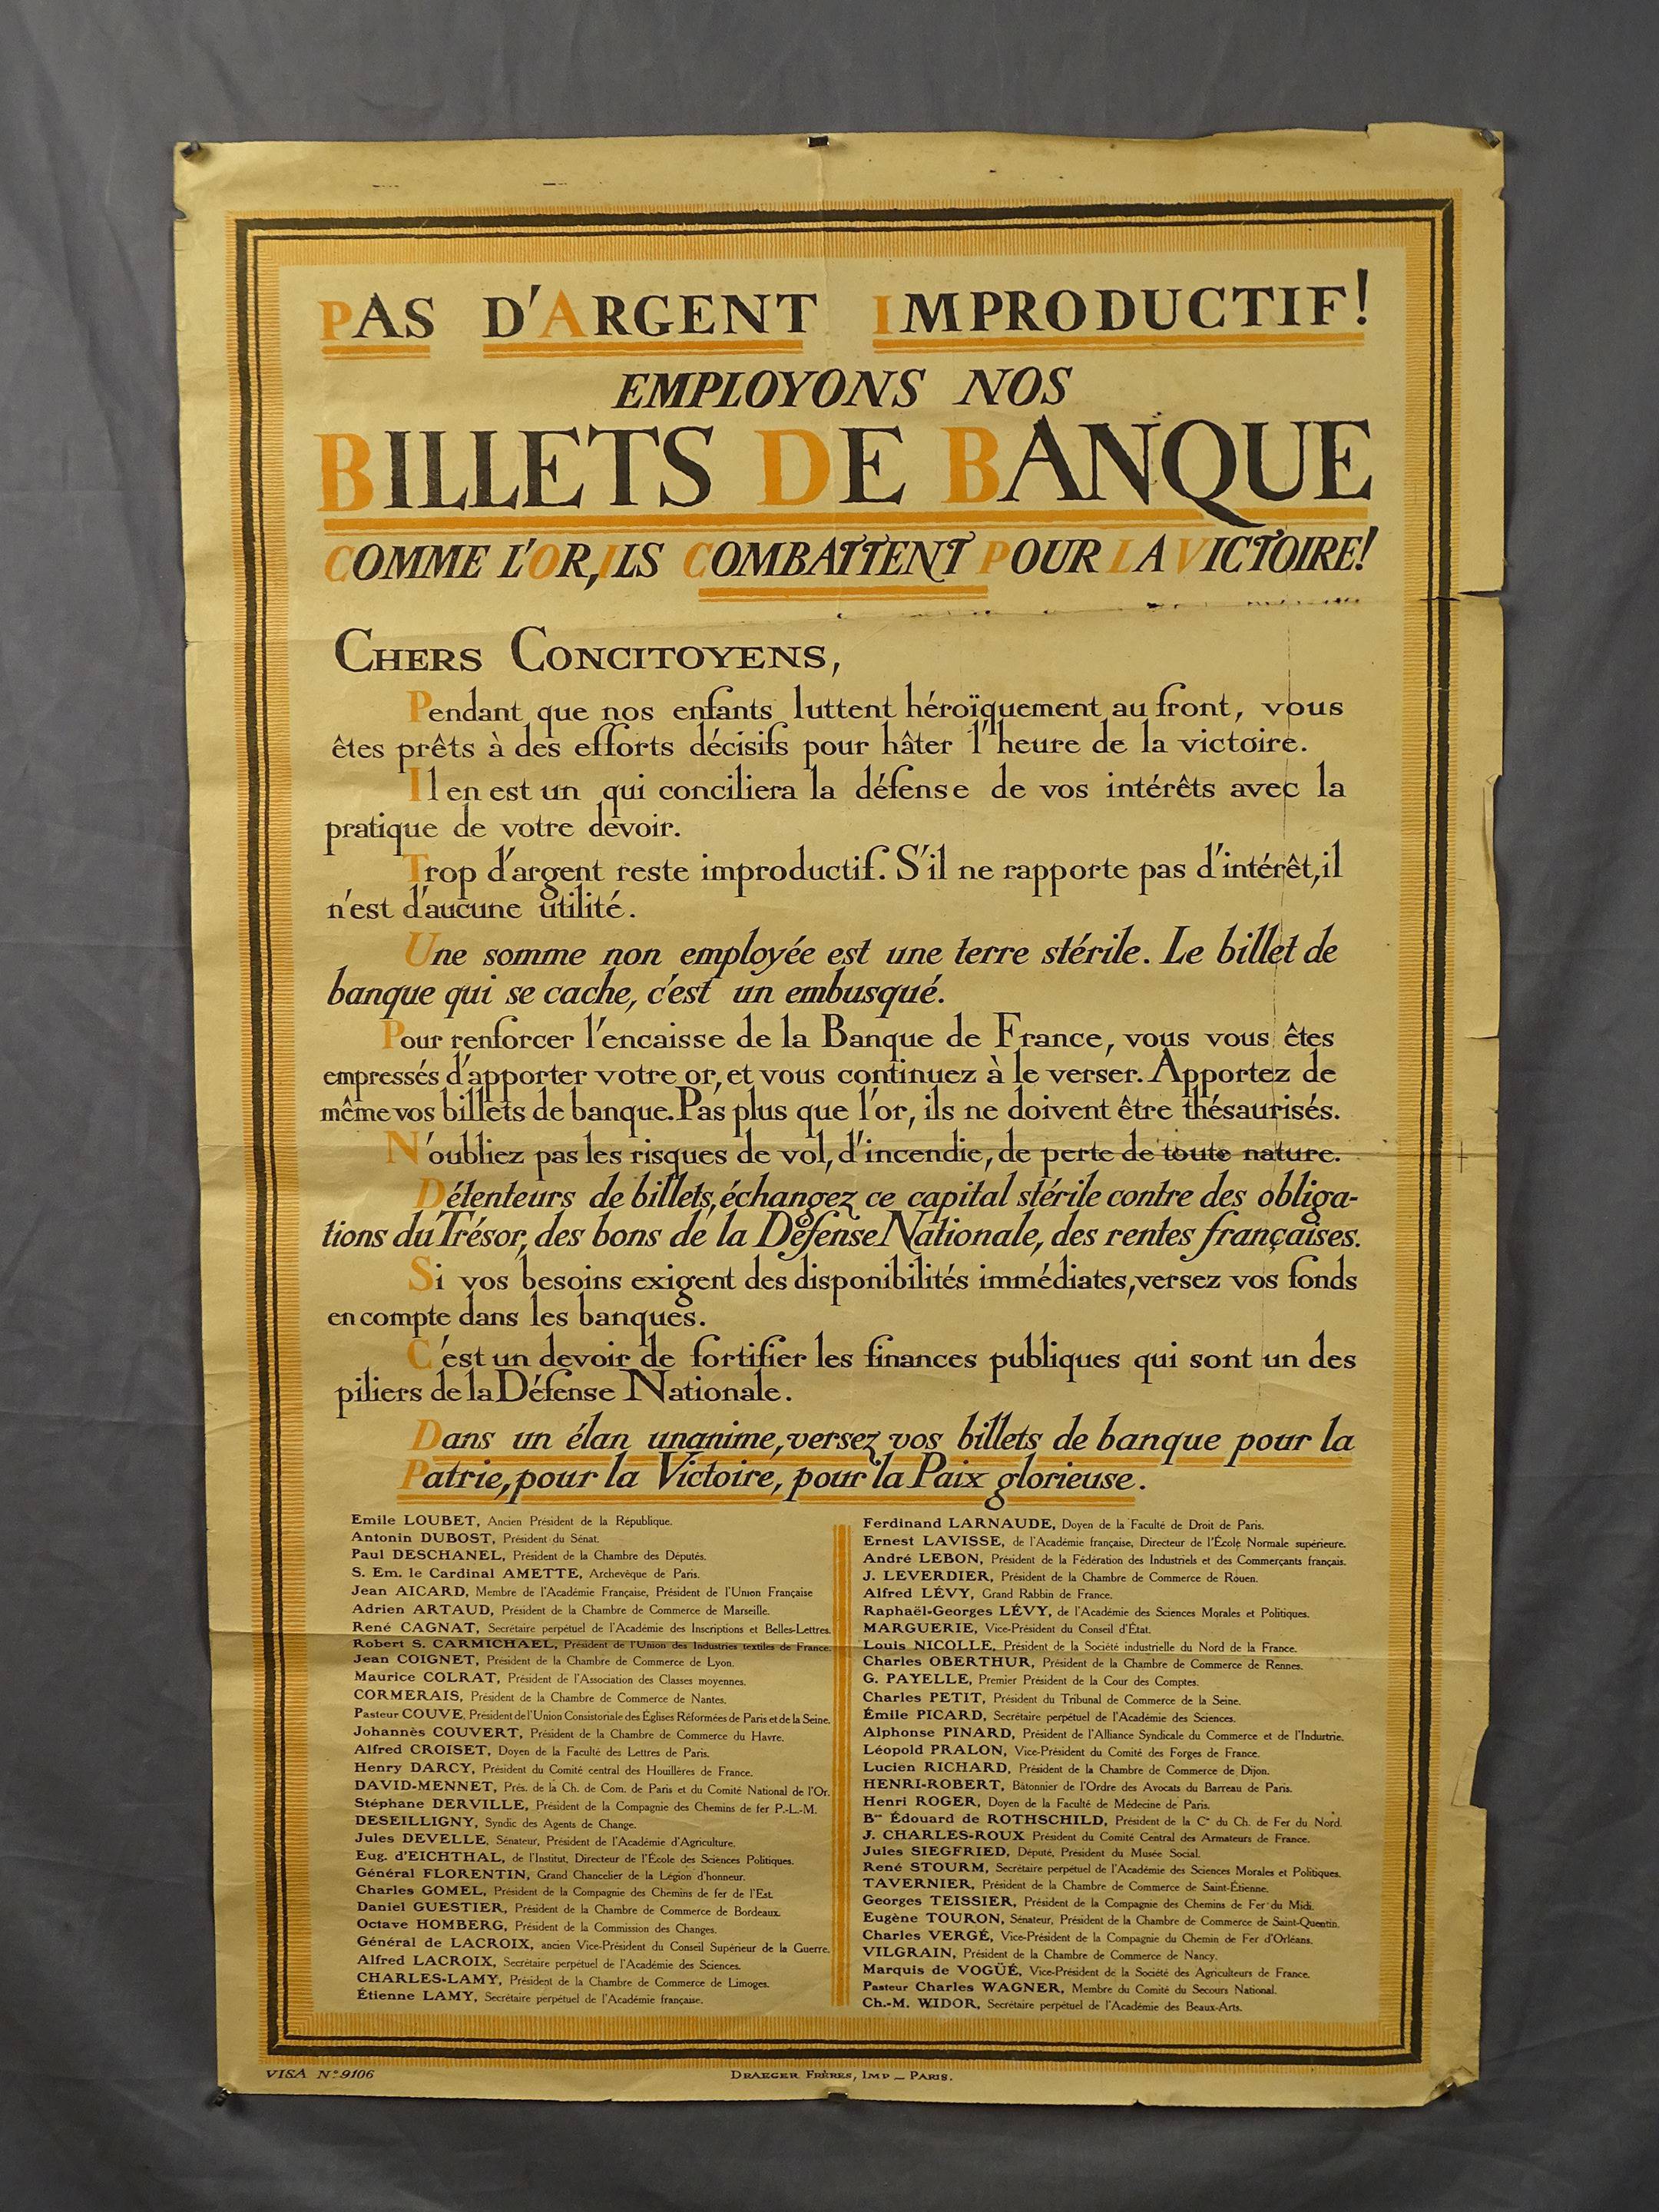 PAS D'ARGENT IMPRODUCTIF!
EMPLOYONS NOS
BILLETS DE BANQUE
COMME L'OR, ILS COMBATTENT POUR LA VICTOIRE!
CHERS CONCITOYENS,
Pendant que nos enfants luttent héroïquement au front, vous
êtes prêts à des efforts décisifs pour hâter l'heure de la victoire.
Il en est un qui conciliera la défense de vos intérêts avec la
pratique de votre devoir.
Trop d'argent reste improductif. S'il ne rapporte pas d'intérêt, il
n'est d'aucune utilité.
Une somme non employée est une terre stérile. Le billet de
banque qui se cache, c'est un embusqué.
Pour renforcer l'encaisse de la Banque de France, vous vous êtes
empressés d'apporter votre or, et vous continuez à le verser. Apportez de
même vos billets de banque. Pas plus que l'or, ils ne doivent être thésaurisés.
N'oubliez pas les risques de vol, d'incendie, de perte de toute nature.
Détenteurs de billets, échangez ce capital stérile contre des obliga-
tions du Trésor, des bons de la Défense Nationale, des rentes françaises.
Si vos besoins exigent des disponibilités immédiates, versez vos fonds
en compte dans les banques.
C'est un devoir de fortifier les finances publiques qui sont un des
piliers de la Défense Nationale.
Dans un élan unanime, versez vos billets de banque pour la
Patrie, pour la Victoire, pour la Paix glorieuse.
Emile LOUBET, Ancien Président de la République.
Antonin DUBOST, Président du Sénat.
Paul DESCHANEL, Président de la Chambre des Députés.
S. Em. le Cardinal AMETTE, Archevêque de Paris.
Jean AICARD, Membre de l'Académie Française, Président de l'Union Française
Adrien ARTAUD, Président de la Chambre de Commerce de Marseille.
René CAGNAT, Secrétaire perpétuel de l'Académie des Inscriptions et Belles-Lettres.
Robert S. CARMICHAEL, Président de l'Union des Industries textiles de France.
Jean COIGNET, Président de la Chambre de Commerce de Lyon.
Maurice COLRAT, Président de l'Association des Classes moyennes.
CORMERAIS, Président de la Chambre de Commerce de Nantes.
Pasteur COUVE, Président de l'Union Consistoriale des Églises Réformées de Paris et de la Seine.
Johannès COUVERT, Président de la Chambre de Commerce du Havre.
Alfred CROISET, Doyen de la Faculté des Lettres de Paris.
Henry DARCY, Président du Comité central des Houillères de France.
DAVID-MENNET, Prés. de la Ch. de Com. de Paris et du Comité National de l'Or.
Stéphane DERVILLE, Président de la Compagnie des Chemins de fer P.-L.-M.
DESEILLIGNY, Syndic des Agents de Change.
Jules DEVELLE, Sénateur, Président de l'Académie d'Agriculture.
Eug. d'EICHTHAL, de l'Institut, Directeur de l'École des Sciences Politiques.
Général FLORENTIN, Grand Chancelier de la Légion d'honneur.
Charles GOMEL, Président de la Compagnie des Chemins de fer de l'Est.
Daniel GUESTIER, Président de la Chambre de Commerce de Bordeaux.
Octave HOMBERG, Président de la Commission des Changes.
Général de LACROIX, ancien Vice-Président du Conseil Supérieur de la Guerre.
Alfred LACROIX, Secrétaire perpétuel de l'Académie des Sciences.
CHARLES-LAMY, Président de la Chambre de Commerce de Limoges.
Étienne LAMY, Secrétaire perpétuel de l'Académie française.
Ferdinand LARNAUDE, Doyen de la Faculté de Droit de Paris.
Ernest LAVISSE, de l'Académie française, Directeur de l'École Normale supérieure.
André LEBON, Président de la Fédération des Industriels et des Commerçants français.
J. LEVERDIER, Président de la Chambre de Commerce de Rouen.
Alfred LÉVY, Grand Rabbin de France.
Raphaël-Georges LÉVY, de l'Académie des Sciences Morales et Politiques.
MARGUERIE, Vice-Président du Conseil d'État.
Louis NICOLLE, Président de la Société industrielle du Nord de la France.
Charles OBERTHUR, Président de la Chambre de Commerce de Rennes.
G. PAYELLE, Premier Président de la Cour des Comptes.
Charles PETIT, Président du Tribunal de Commerce de la Seine.
Émile PICARD, Secrétaire perpétuel de l'Académie des Sciences.
Alphonse PINARD, Président de l'Alliance Syndicale du Commerce et de l'Industrie.
Léopold PRALON, Vice-Président du Comité des Forges de France.
Lucien RICHARD, Président de la Chambre de Commerce de Dijon.
HENRI-ROBERT, Bâtonnier de l'Ordre des Avocats du Barreau de Paris.
Henri ROGER, Doyen de la Faculté de Médecine de Paris.
Bon Édouard de ROTHSCHILD, Président de la Cie du Ch. de Fer du Nord.
J. CHARLES-ROUX Président du Comité Central des Armateurs de France.
Jules SIEGFRIED, Député, Président du Musée Social.
René STOURM, Secrétaire perpétuel de l'Académie des Sciences Morales et Politiques.
TAVERNIER, Président de la Chambre de Commerce de Saint-Étienne.
Georges TEISSIER, Président de la Compagnie des Chemins de Fer du Midi.
Eugène TOURON, Sénateur, Président de la Chambre de Commerce de Saint-Quentin.
Charles VERGÉ, Vice-Président de la Compagnie du Chemin de Fer d'Orléans.
VILGRAIN, Président de la Chambre de Commerce de Nancy.
Marquis de VOGÜÉ, Vice-Président de la Société des Agriculteurs de France.
Pasteur Charles WAGNER, Membre du Comité du Secours National.
Ch.-M. WIDOR, Secrétaire perpétuel de l'Académie des Beaux-Arts.
VISA No 9106
DRAEGER FRÈRES, IMP — PARIS.